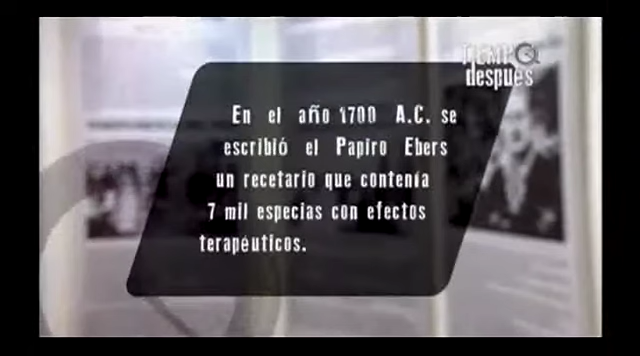 TIEMPO
después
En el año 1700 A.C. se
escribió el Papiro Ebers
un recetario que contenía
7 mil especias con efectos
terapéuticos.